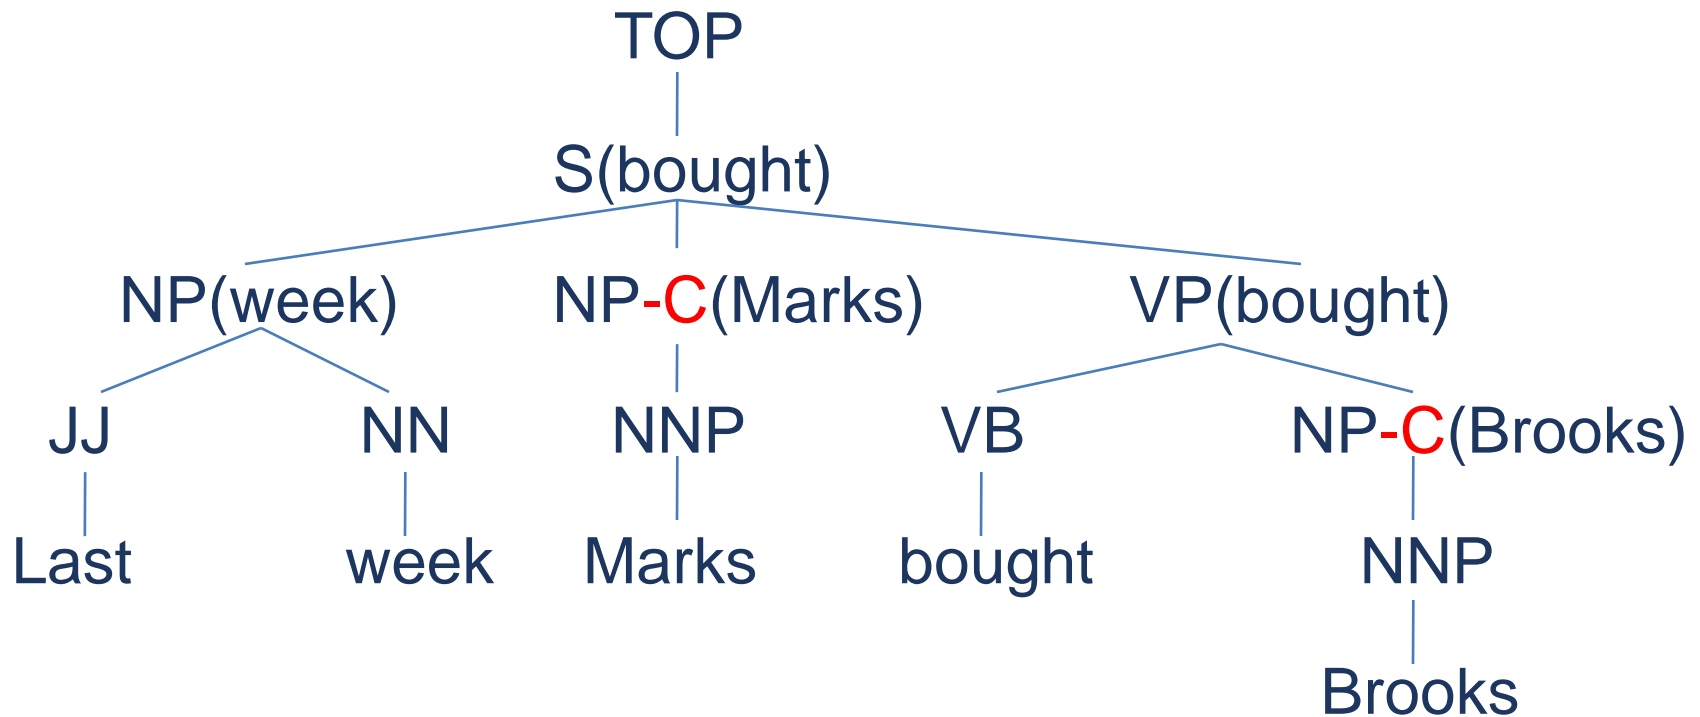 TOP
S(bought)
NP(week) NP-C(Marks) VP(bought)
JJ NN NNP VB NP-C(Brooks)
Last week Marks bought NNP
Brooks